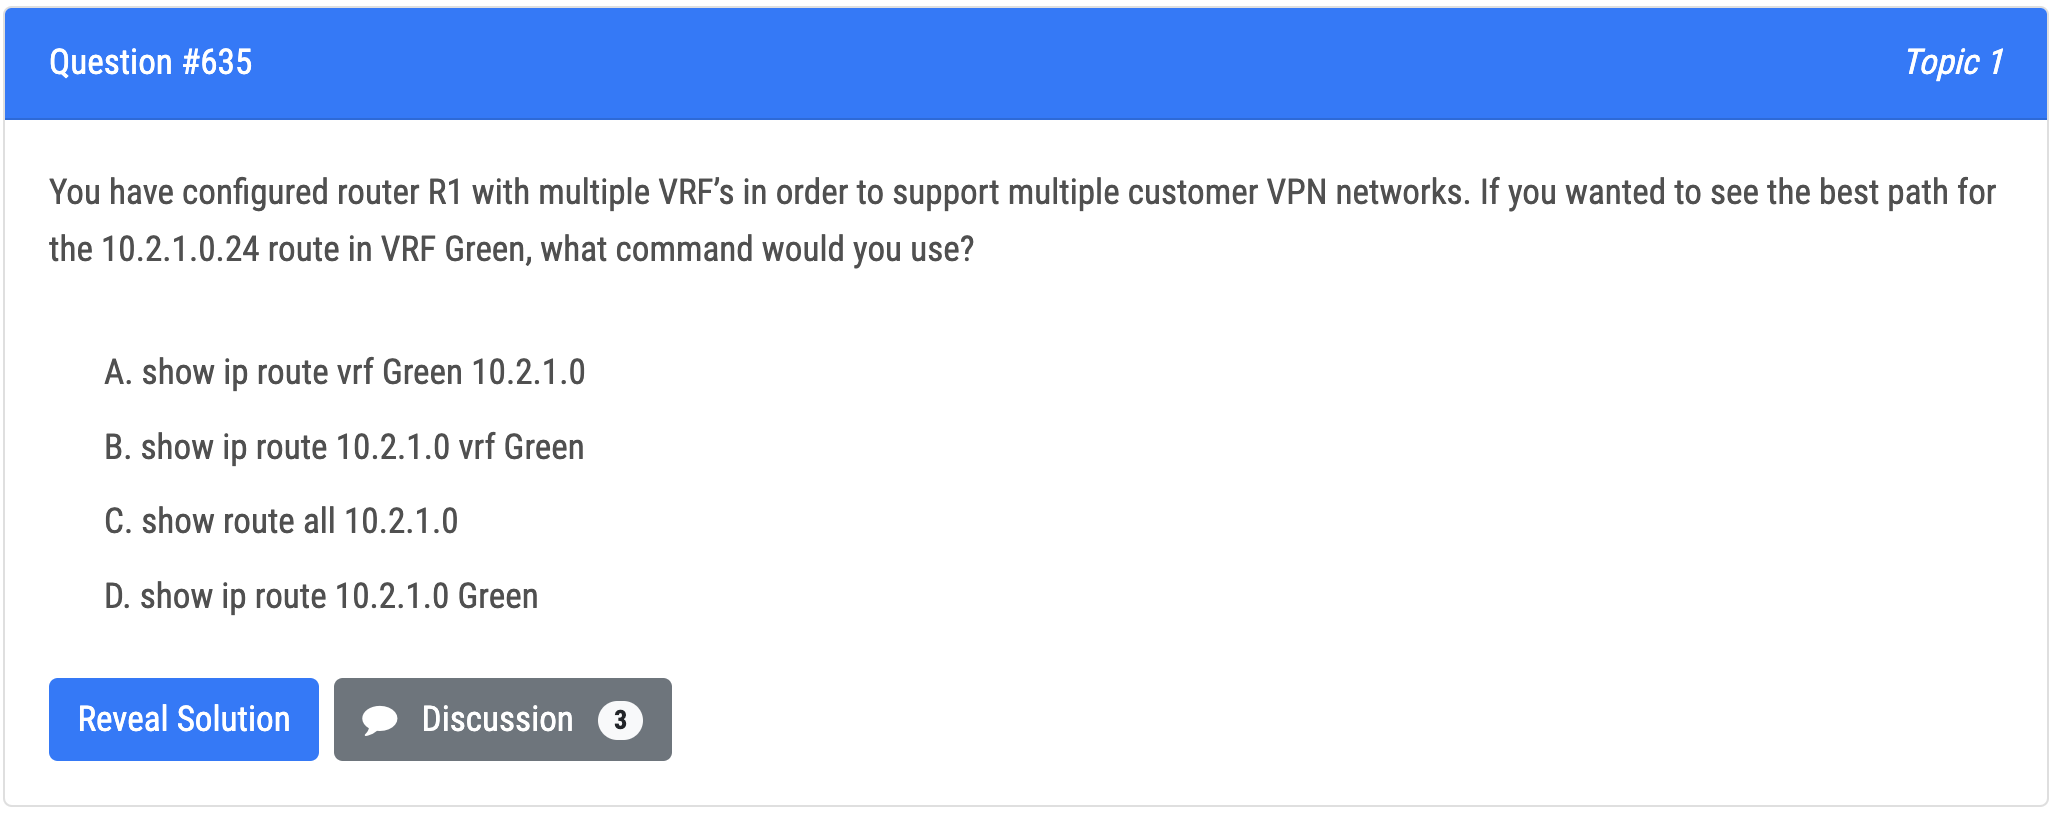 Question #635
Topic 1
You have configured router R1 with multiple VRF’s in order to support multiple customer VPN networks. If you wanted to see the best path for
the 10.2.1.0.24 route in VRF Green, what command would you use?
A. show ip route vrf Green 10.2.1.0
B. show ip route 10.2.1.0 vrf Green
C. show route all 10.2.1.0
D. show ip route 10.2.1.0 Green
Reveal Solution
Discussion 3